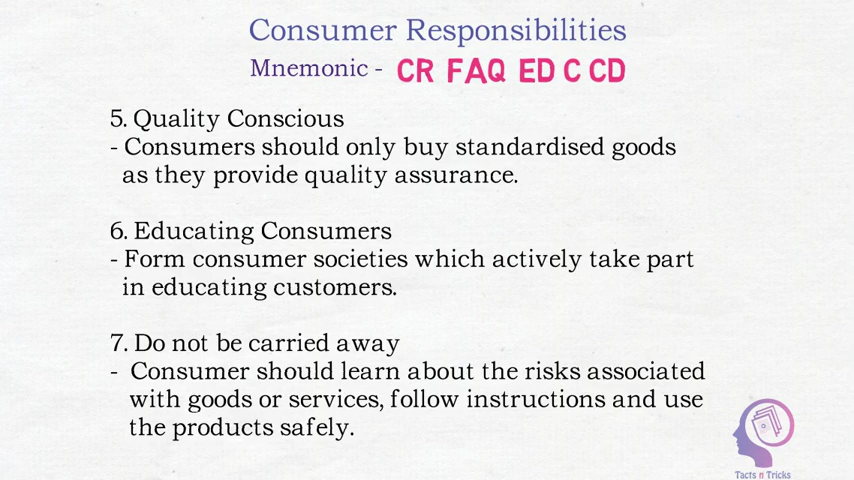 Consumer Responsibilities
Mnemonic - CR FAQ ED C CD
5. Quality Conscious
- Consumers should only buy standardised goods
as they provide quality assurance.
6. Educating Consumers
- Form consumer societies which actively take part
in educating customers.
7. Do not be carried away
- Consumer should learn about the risks associated
with goods or services, follow instructions and use
the products safely.
Tacts n Tricks